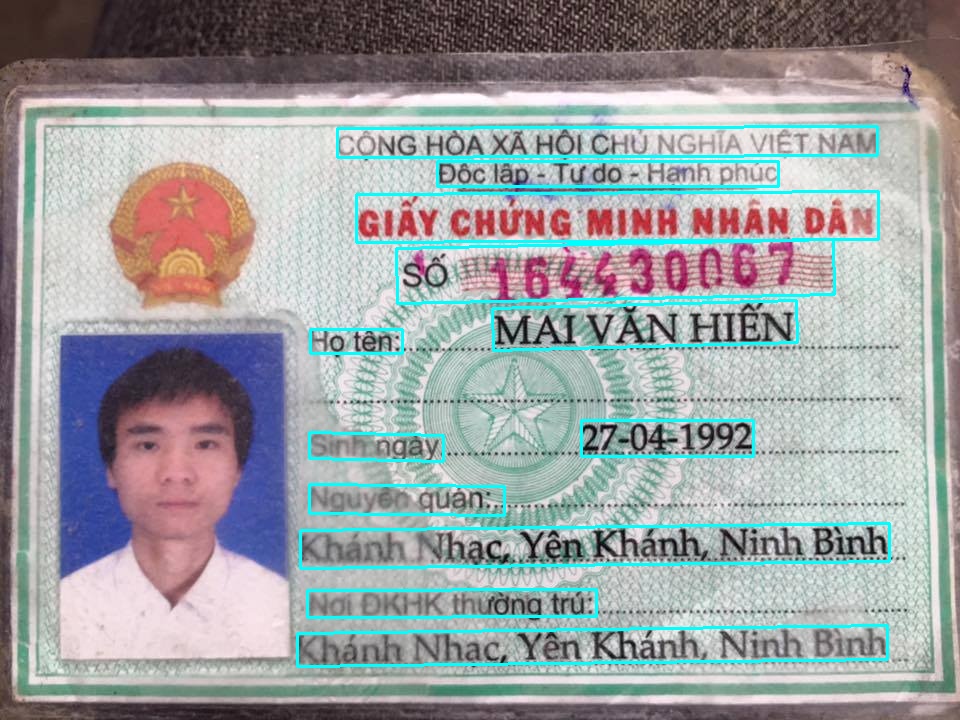 CỘNG HÒA XÃ HỘI CHỦ NGHĨA VIỆT NAM
Độc lập - Tự do - Hạnh phúc
GIẤY CHỨNG MINH NHÂN DÂN
SỐ 164430067
Họ tên: MAI VĂN HIẾN
Sinh ngày 27-04-1992
Nguyên quán:
Khánh Nhạc, Yên Khánh, Ninh Bình
Nơi ĐKHK thường trú:
Khánh Nhạc, Yên Khánh, Ninh Bình